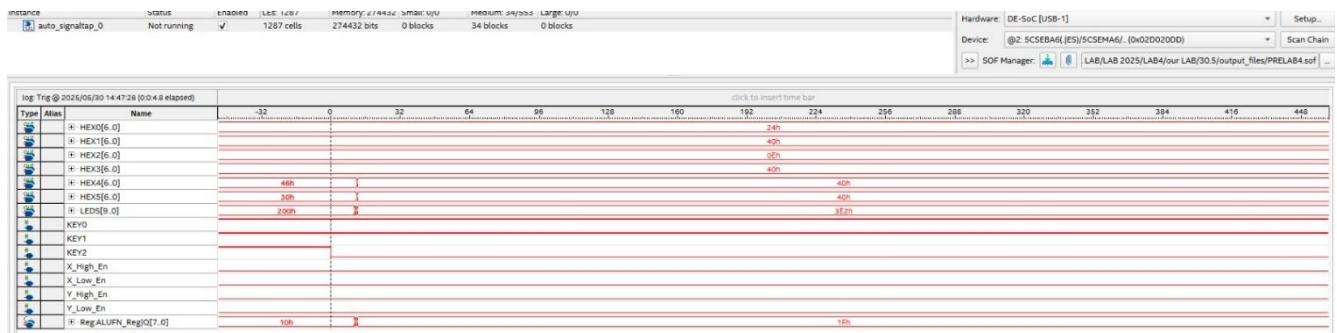 Instance Status Enabled LEs: 1287 Memory: 274432 Small: 0/0 Medium: 34/553 Large: 0/0
auto_signaltap_0 Not running 1287 cells 274432 bits 0 blocks 34 blocks 0 blocks
Hardware: DE-SoC [USB-1] Setup...
Device: @2: 5CSEBA6(.|ES)/5CSEMA6/.. (0x02D020DD) Scan Chain
>> SOF Manager: LAB/LAB 2025/LAB4/our LAB/30.5/output_files/PRELAB4.sof ...
log: Trig @ 2025/05/30 14:47:28 (0:0:4.8 elapsed) click to insert time bar
Type Alias Name -32 0 32 64 96 128 160 192 224 256 288 320 352 384 416 448
HEX0[6..0] 24h
HEX1[6..0] 40h
HEX2[6..0] 0Eh
HEX3[6..0] 40h
HEX4[6..0] 46h 40h
HEX5[6..0] 30h 40h
LEDS[9..0] 200h 3E2h
KEY0
KEY1
KEY2
X_High_En
X_Low_En
Y_High_En
Y_Low_En
Reg:ALUFN_Reg|Q[7..0] 10h 1Fh